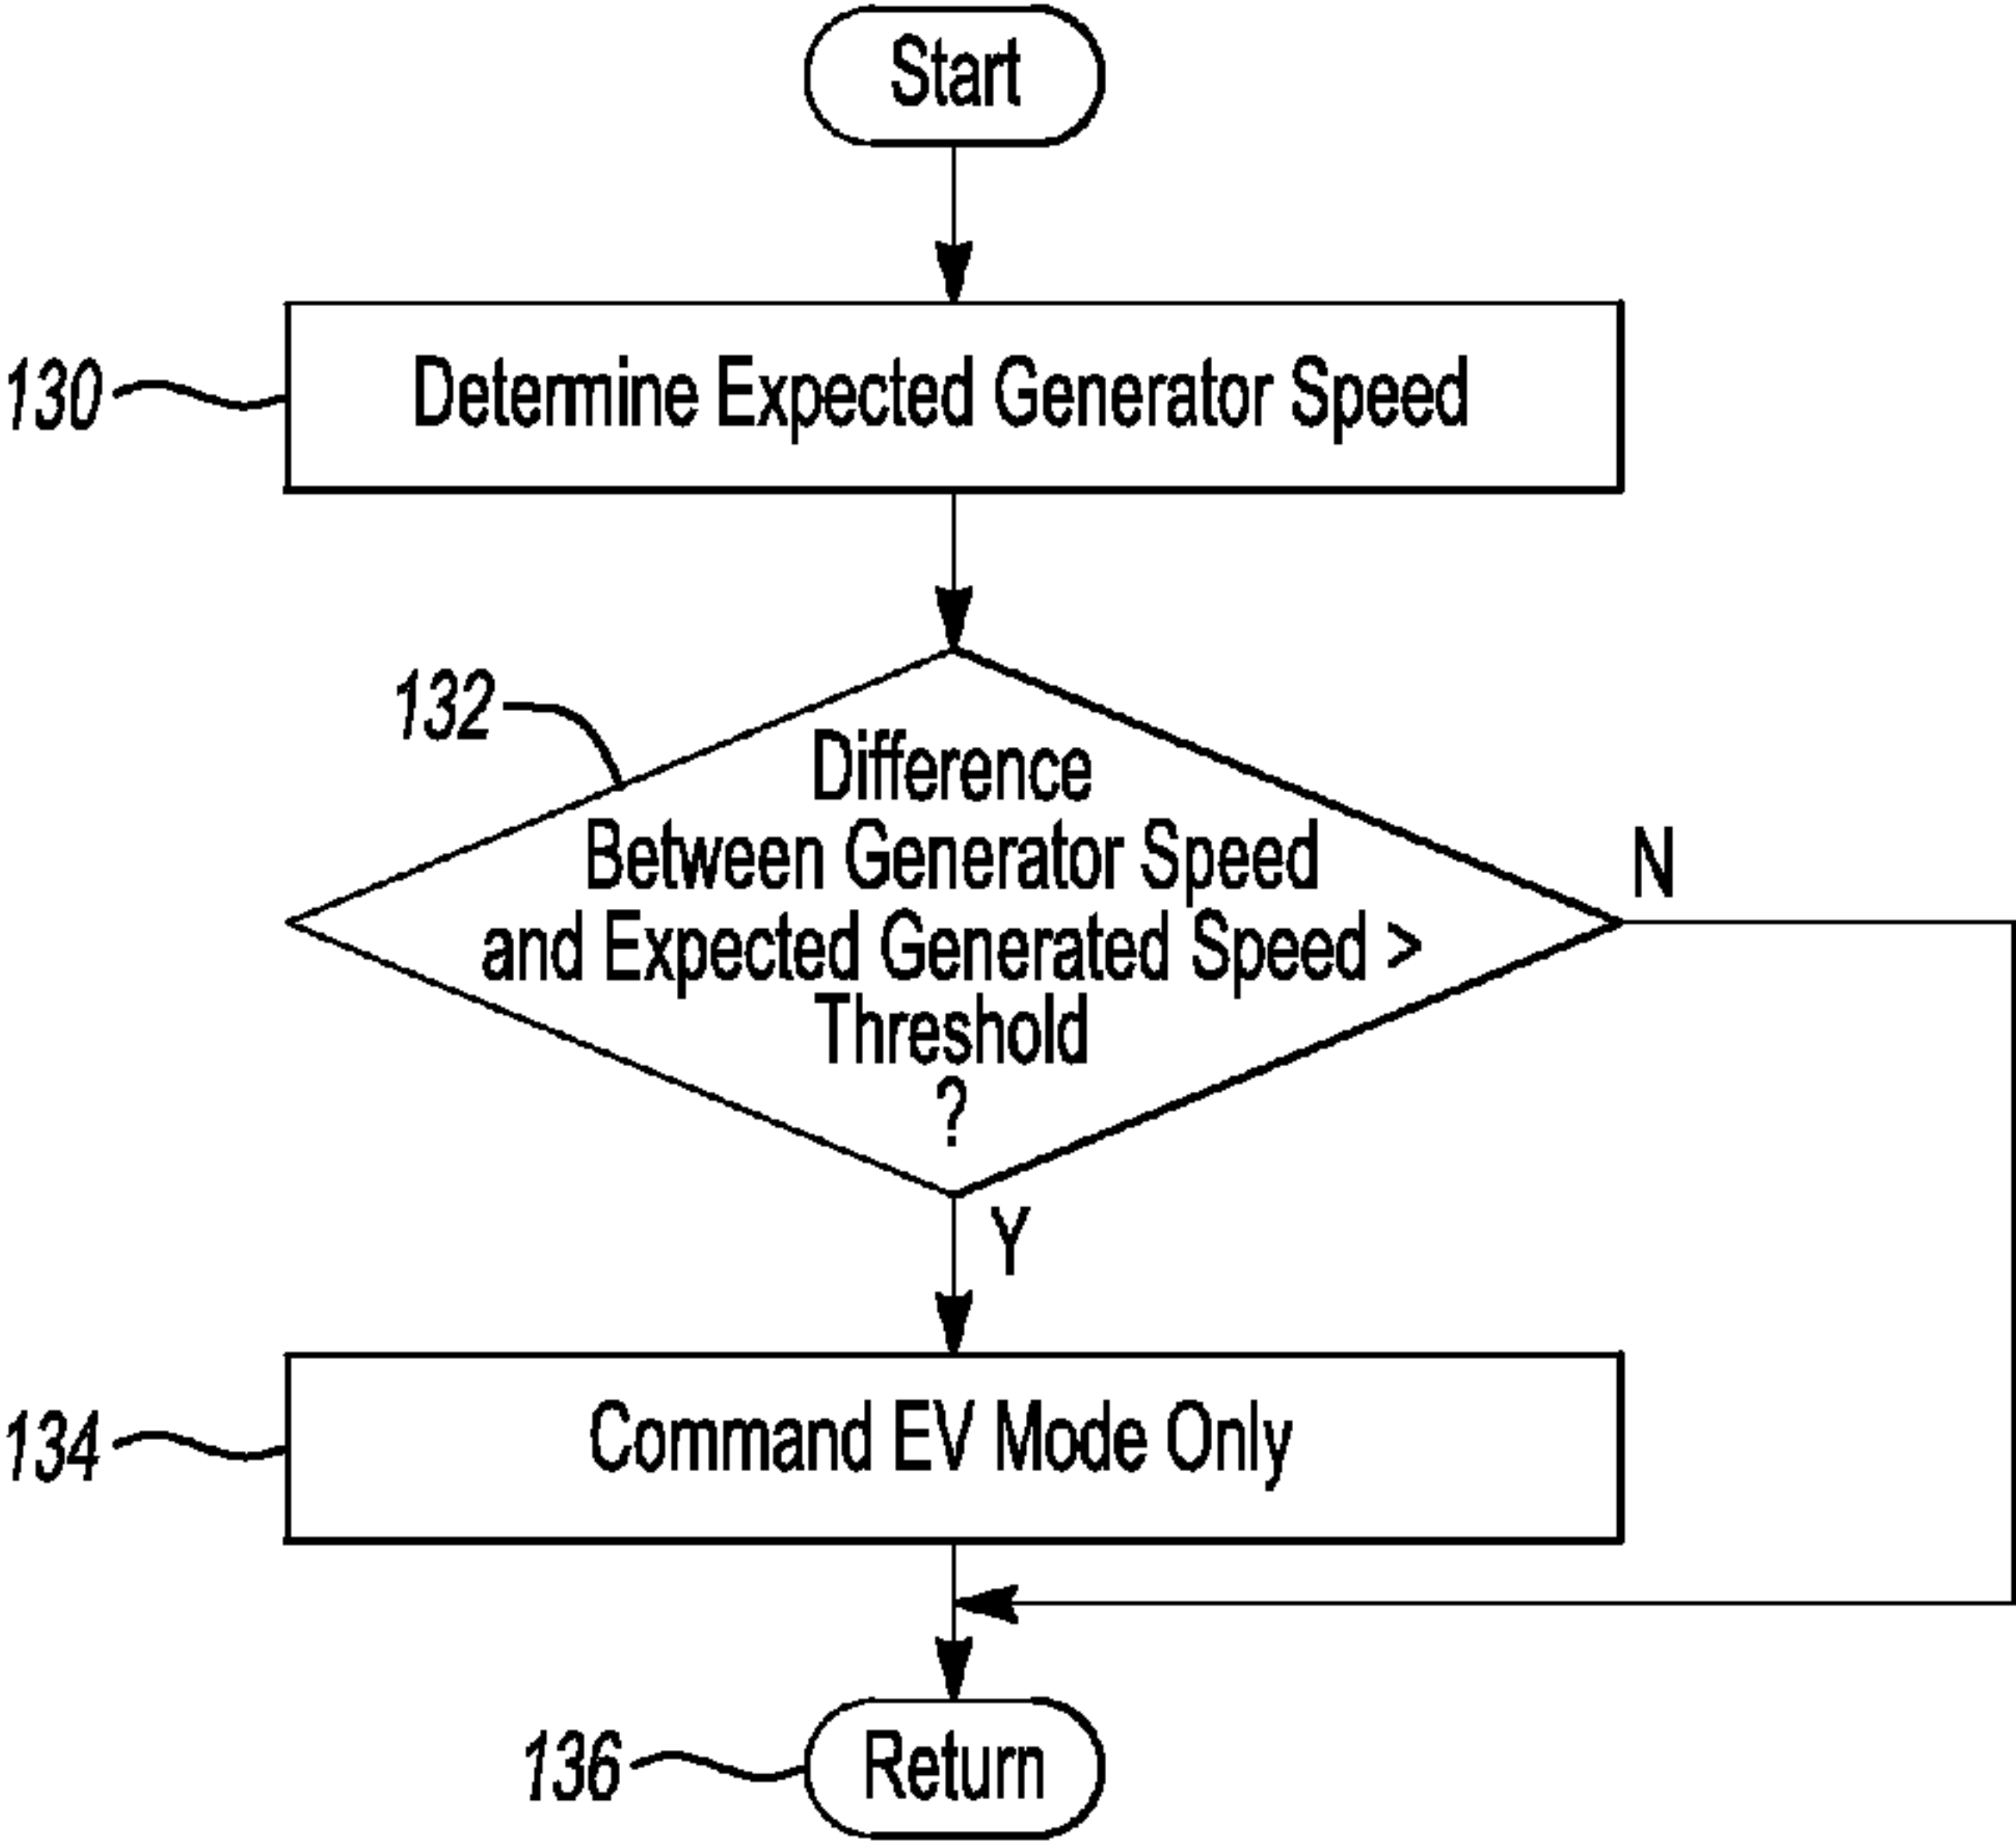 Start
130
Determine Expected Generator Speed
132
Difference
Between Generator Speed
and Expected Generated Speed >
Threshold
?
N
Y
134
Command EV Mode Only
136
Return